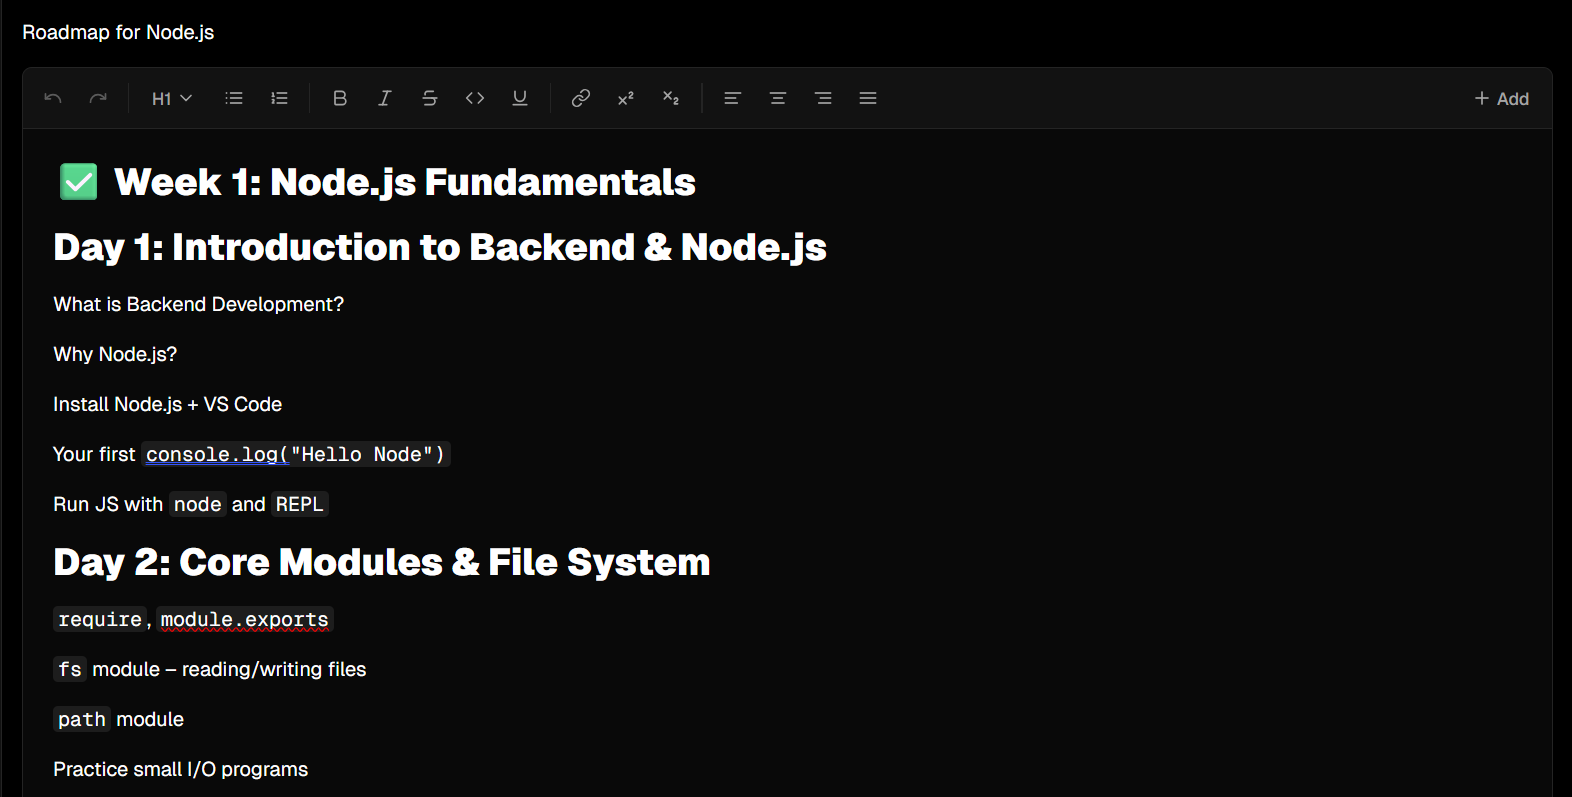 Roadmap for Node.js
H1
Add
✅ Week 1: Node.js Fundamentals
Day 1: Introduction to Backend & Node.js
What is Backend Development?
Why Node.js?
Install Node.js + VS Code
Your first console.log("Hello Node")
Run JS with node and REPL
Day 2: Core Modules & File System
require, module.exports
fs module – reading/writing files
path module
Practice small I/O programs